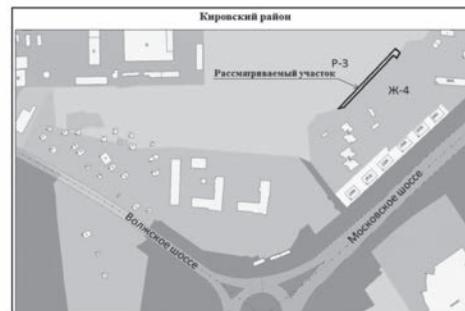 Кировский район
Р-3
Рассматриваемый участок
Ж-4
Волжское шоссе
Московское шоссе